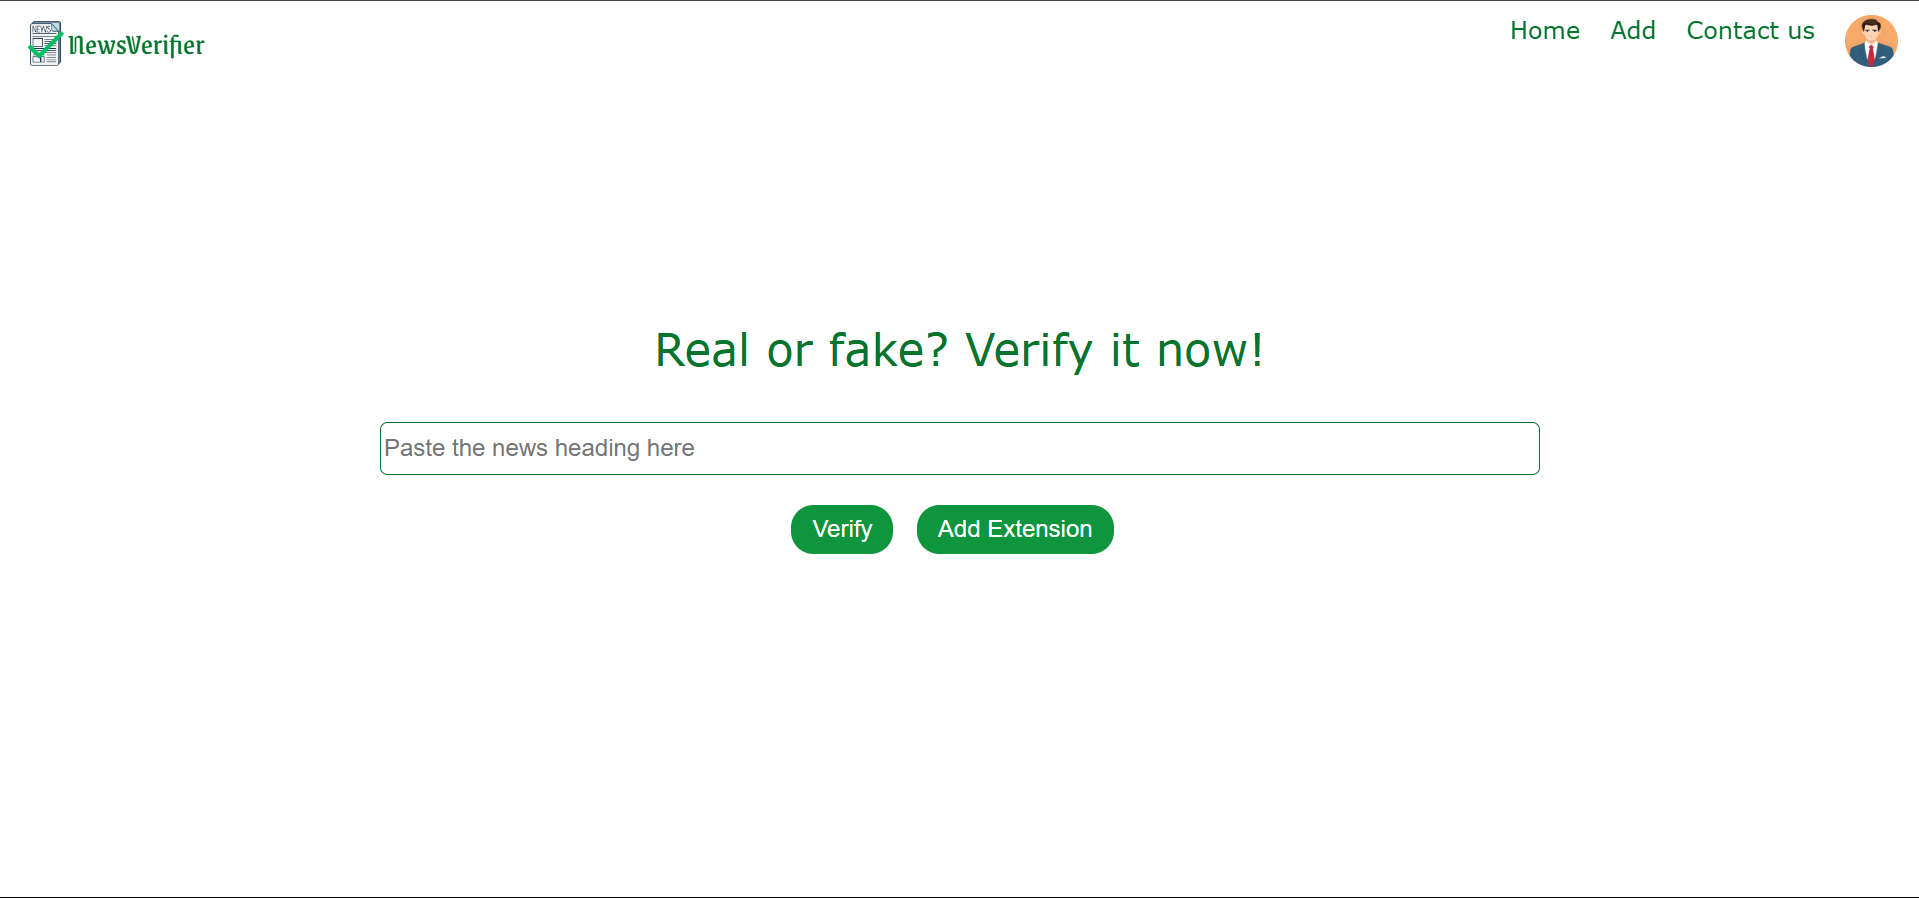 NEWS
NewsVerifier
Home
Add
Contact us
Real or fake? Verify it now!
Paste the news heading here
Verify
Add Extension